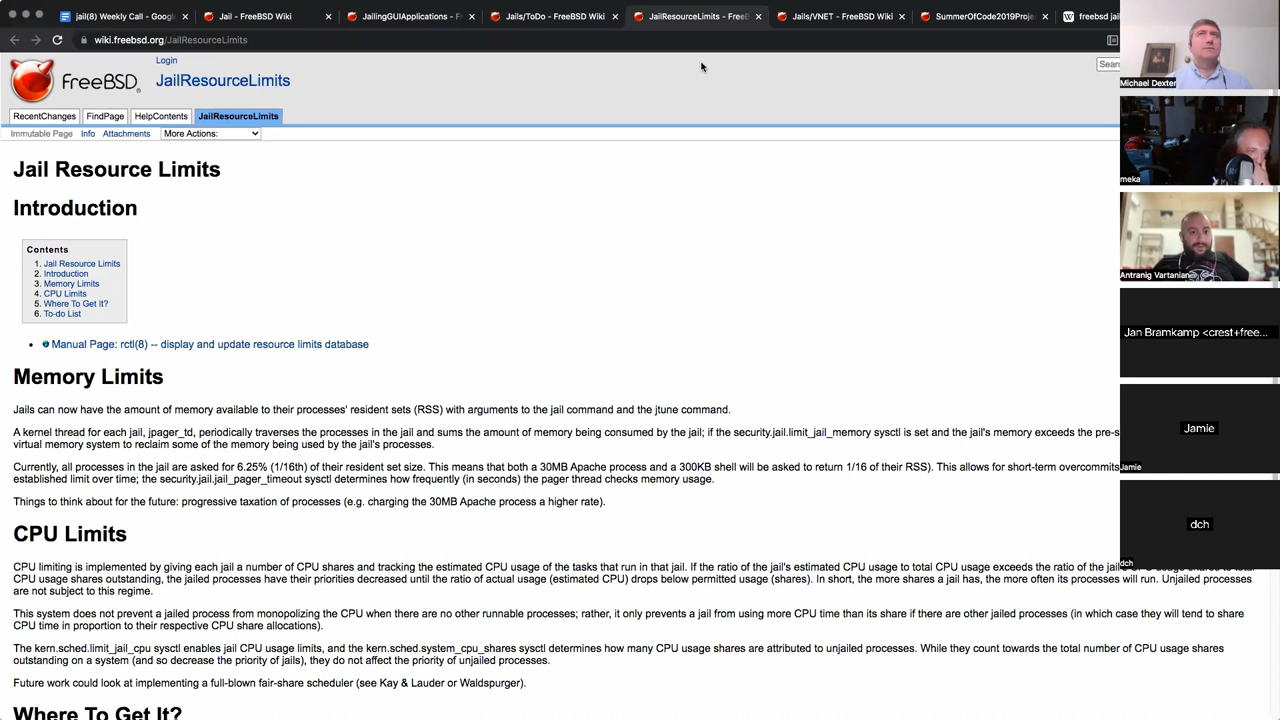 jail(8) Weekly Call - Google
Jail - FreeBSD Wiki
JailingGUIApplications - F
Jails/ToDo - FreeBSD Wiki
JailResourceLimits - Free
Jails/VNET - FreeBSD Wiki
SummerOfCode2019Proje
freebsd jail
wiki.freebsd.org/JailResourceLimits
Login
JailResourceLimits
FreeBSD
Sear
RecentChanges
FindPage
HelpContents
JailResourceLimits
Immutable Page
Info
Attachments
More Actions:
Jail Resource Limits
Introduction
Contents
1. Jail Resource Limits
2. Introduction
3. Memory Limits
4. CPU Limits
5. Where To Get It?
6. To-do List
• Manual Page: rctl(8) -- display and update resource limits database
Memory Limits
Jails can now have the amount of memory available to their processes' resident sets (RSS) with arguments to the jail command and the jtune command.
A kernel thread for each jail, jpager_td, periodically traverses the processes in the jail and sums the amount of memory being consumed by the jail; if the security.jail.limit_jail_memory sysctl is set and the jail's memory exceeds the pre-s
virtual memory system to reclaim some of the memory being used by the jail's processes.
Currently, all processes in the jail are asked for 6.25% (1/16th) of their resident set size. This means that both a 30MB Apache process and a 300KB shell will be asked to return 1/16 of their RSS). This allows for short-term overcommits
established limit over time; the security.jail.jail_pager_timeout sysctl determines how frequently (in seconds) the pager thread checks memory usage.
Things to think about for the future: progressive taxation of processes (e.g. charging the 30MB Apache process a higher rate).
CPU Limits
CPU limiting is implemented by giving each jail a number of CPU shares and tracking the estimated CPU usage of the tasks that run in that jail. If the ratio of the jail's estimated CPU usage to total CPU usage exceeds the ratio of the jail
CPU usage shares outstanding, the jailed processes have their priorities decreased until the ratio of actual usage (estimated CPU) drops below permitted usage (shares). In short, the more shares a jail has, the more often its processes will run. Unjailed processes
are not subject to this regime.
This system does not prevent a jailed process from monopolizing the CPU when there are no other runnable processes; rather, it only prevents a jail from using more CPU time than its share if there are other jailed processes (in which case they will tend to share
CPU time in proportion to their respective CPU share allocations).
The kern.sched.limit_jail_cpu sysctl enables jail CPU usage limits, and the kern.sched.system_cpu_shares sysctl determines how many CPU usage shares are attributed to unjailed processes. While they count towards the total number of CPU usage shares
outstanding on a system (and so decrease the priority of jails), they do not affect the priority of unjailed processes.
Future work could look at implementing a full-blown fair-share scheduler (see Kay & Lauder or Waldspurger).
Where To Get It?
Michael Dexter
meka
Antranig Vartanian
Jan Bramkamp <crest+free...
Jamie
Jamie
dch
dch